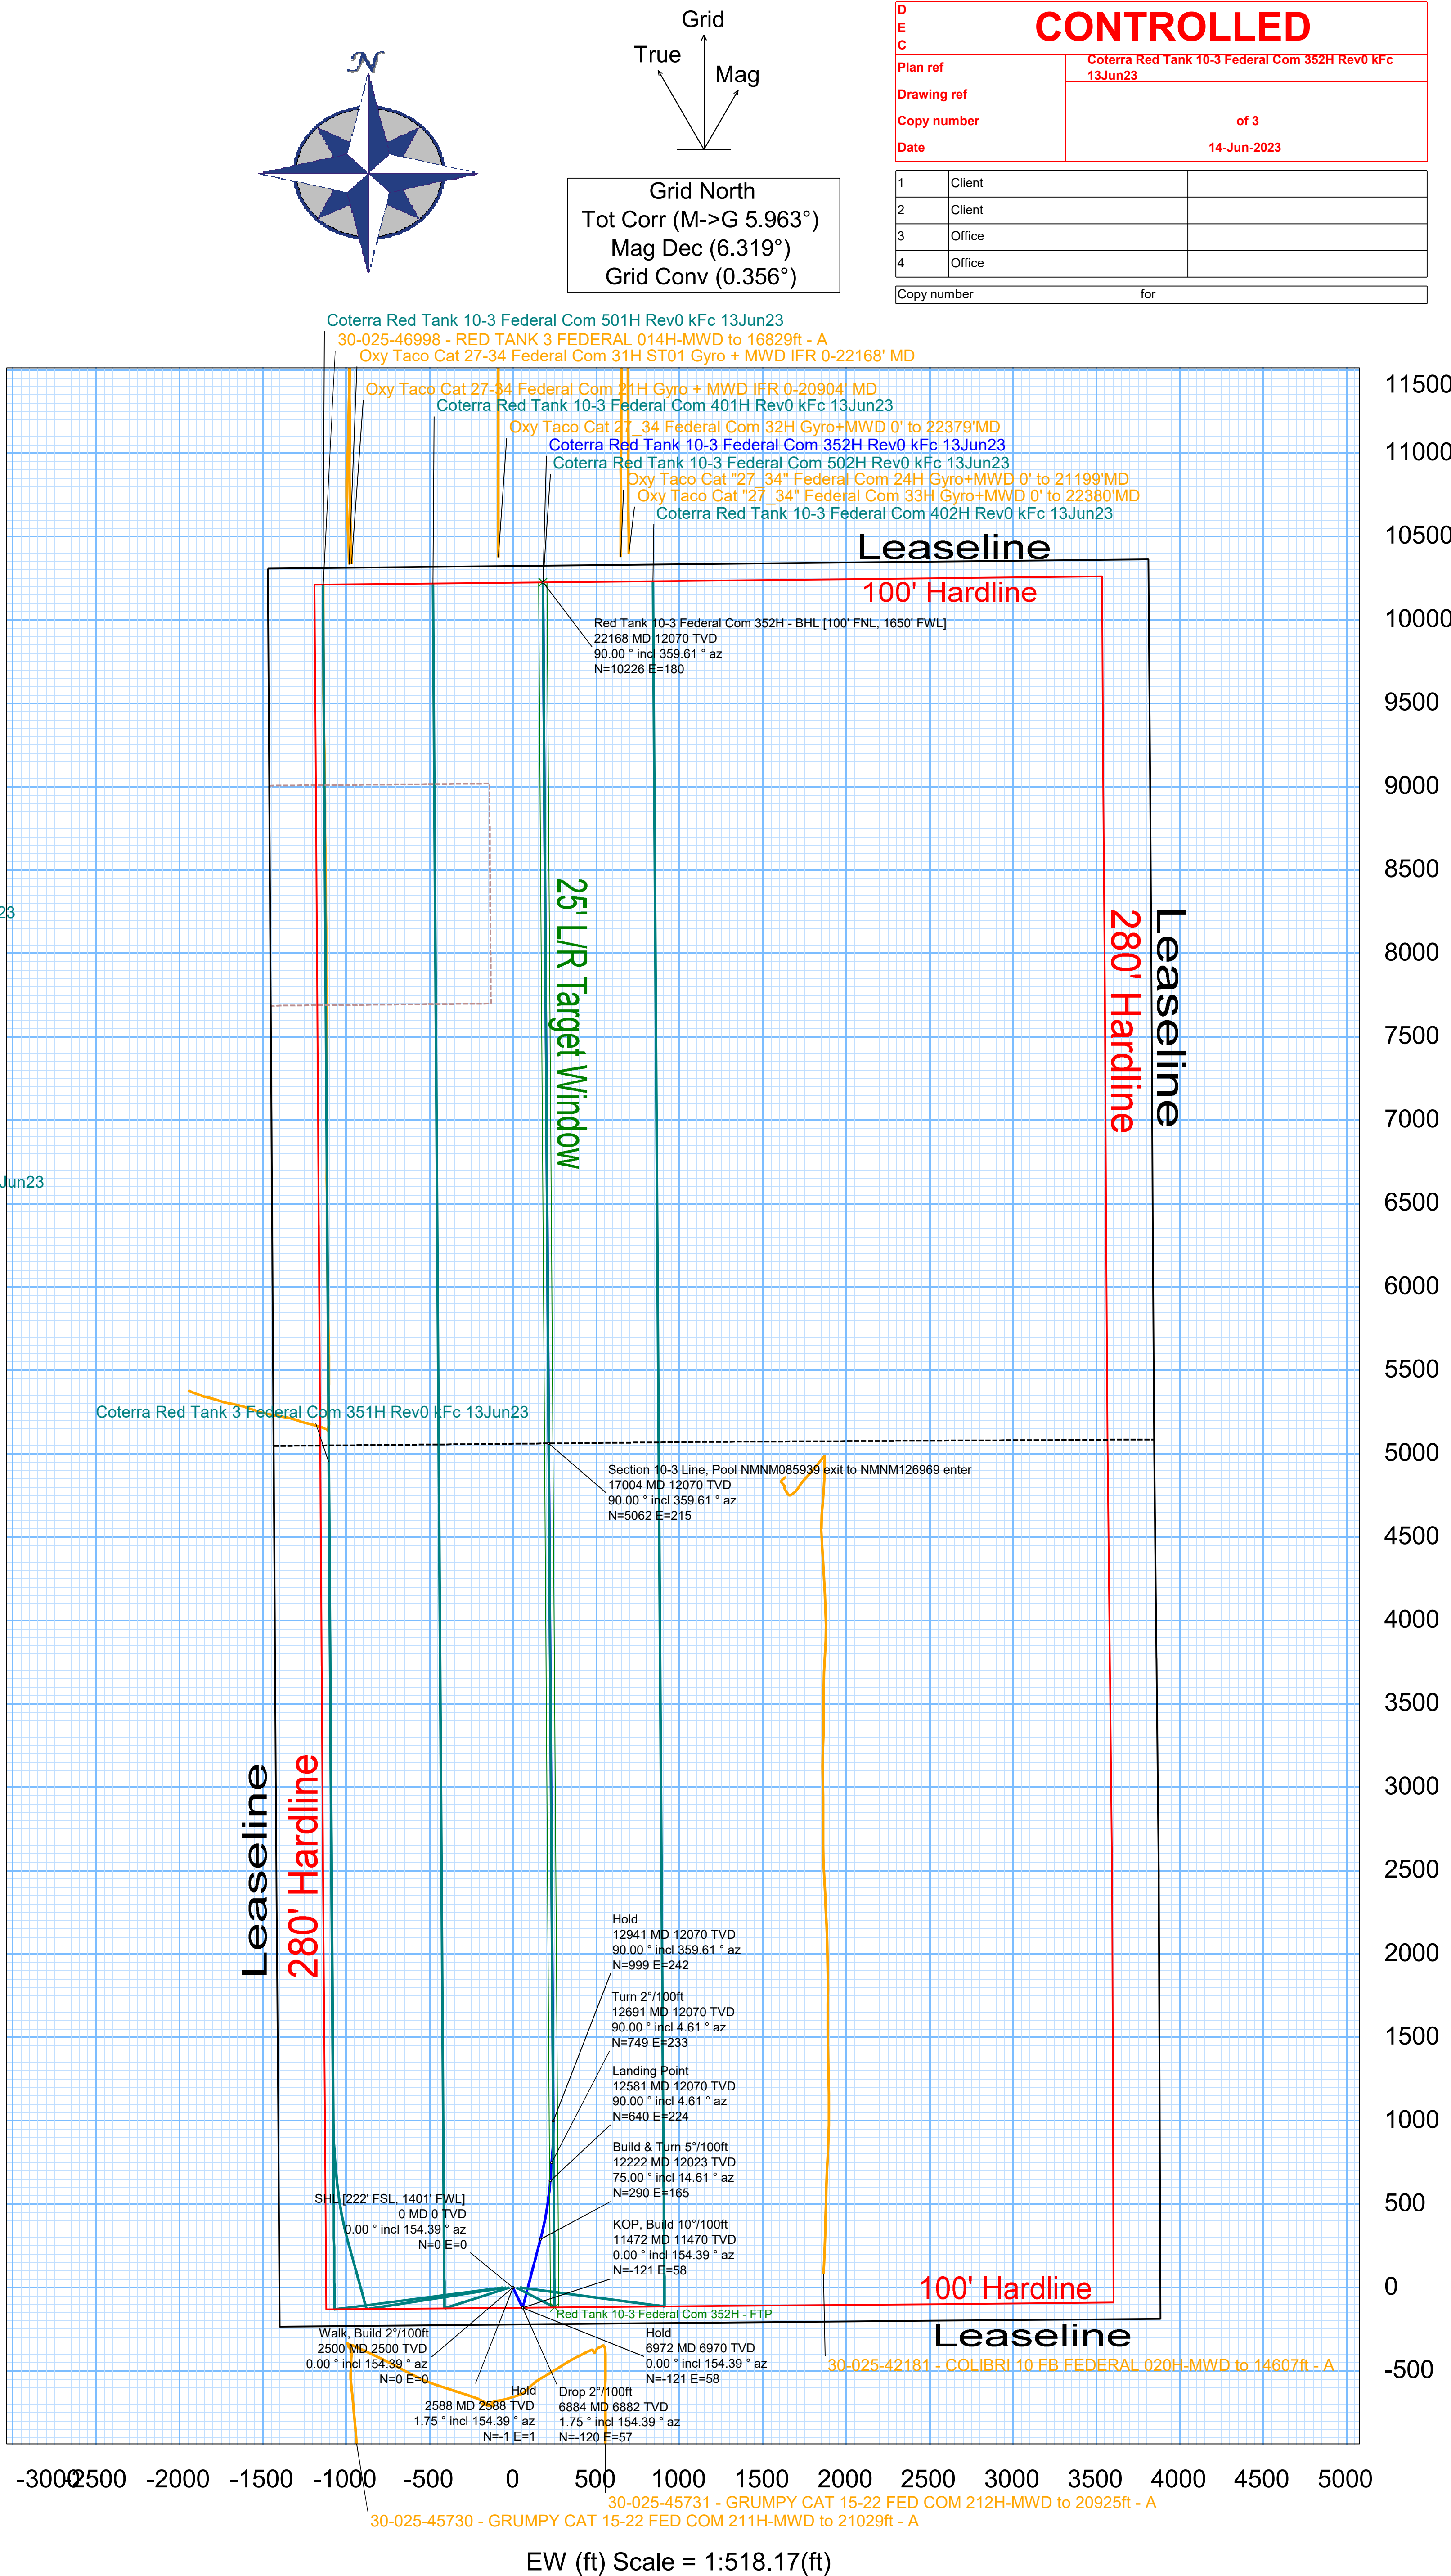 N
Grid
True
Mag
Grid North
Tot Corr (M->G 5.963°)
Mag Dec (6.319°)
Grid Conv (0.356°)
D
E
C
CONTROLLED
Plan ref
Coterra Red Tank 10-3 Federal Com 352H Rev0 kFc
13Jun23
Drawing ref
Copy number
of 3
Date
14-Jun-2023
1 Client
2 Client
3 Office
4 Office
Copy number for
Coterra Red Tank 10-3 Federal Com 501H Rev0 kFc 13Jun23
30-025-46998 - RED TANK 3 FEDERAL 014H-MWD to 16829ft - A
Oxy Taco Cat 27-34 Federal Com 31H ST01 Gyro + MWD IFR 0-22168' MD
Oxy Taco Cat 27-34 Federal Com 21H Gyro + MWD IFR 0-20904' MD
Coterra Red Tank 10-3 Federal Com 401H Rev0 kFc 13Jun23
Oxy Taco Cat 27_34 Federal Com 32H Gyro+MWD 0' to 22379'MD
Coterra Red Tank 10-3 Federal Com 352H Rev0 kFc 13Jun23
Coterra Red Tank 10-3 Federal Com 502H Rev0 kFc 13Jun23
Oxy Taco Cat "27_34" Federal Com 24H Gyro+MWD 0' to 21199'MD
Oxy Taco Cat "27_34" Federal Com 33H Gyro+MWD 0' to 22380'MD
Coterra Red Tank 10-3 Federal Com 402H Rev0 kFc 13Jun23
Leaseline
100' Hardline
Red Tank 10-3 Federal Com 352H - BHL [100' FNL, 1650' FWL]
22168 MD 12070 TVD
90.00 ° incl 359.61 ° az
N=10226 E=180
25' L/R Target Window
280' Hardline
Leaseline
23
Jun23
Coterra Red Tank 3 Federal Com 351H Rev0 kFc 13Jun23
Section 10-3 Line, Pool NMNM085939 exit to NMNM126969 enter
17004 MD 12070 TVD
90.00 ° incl 359.61 ° az
N=5062 E=215
Leaseline
280' Hardline
Hold
12941 MD 12070 TVD
90.00 ° incl 359.61 ° az
N=999 E=242
Turn 2°/100ft
12691 MD 12070 TVD
90.00 ° incl 4.61 ° az
N=749 E=233
Landing Point
12581 MD 12070 TVD
90.00 ° incl 4.61 ° az
N=640 E=224
Build & Turn 5°/100ft
12222 MD 12023 TVD
75.00 ° incl 14.61 ° az
N=290 E=165
SHL [222' FSL, 1401' FWL]
0 MD 0 TVD
0.00 ° incl 154.39 ° az
N=0 E=0
KOP, Build 10°/100ft
11472 MD 11470 TVD
0.00 ° incl 154.39 ° az
N=-121 E=58
100' Hardline
Red Tank 10-3 Federal Com 352H - FTP
Leaseline
Walk, Build 2°/100ft
2500 MD 2500 TVD
0.00 ° incl 154.39 ° az
N=0 E=0
Hold
6972 MD 6970 TVD
0.00 ° incl 154.39 ° az
N=-121 E=58
30-025-42181 - COLIBRI 10 FB FEDERAL 020H-MWD to 14607ft - A
Hold
2588 MD 2588 TVD
1.75 ° incl 154.39 ° az
N=-1 E=1
Drop 2°/100ft
6884 MD 6882 TVD
1.75 ° incl 154.39 ° az
N=-120 E=57
11500
11000
10500
10000
9500
9000
8500
8000
7500
7000
6500
6000
5500
5000
4500
4000
3500
3000
2500
2000
1500
1000
500
0
-500
-3000 -2500 -2000 -1500 -1000 -500 0 500 1000 1500 2000 2500 3000 3500 4000 4500 5000
30-025-45731 - GRUMPY CAT 15-22 FED COM 212H-MWD to 20925ft - A
30-025-45730 - GRUMPY CAT 15-22 FED COM 211H-MWD to 21029ft - A
EW (ft) Scale = 1:518.17(ft)